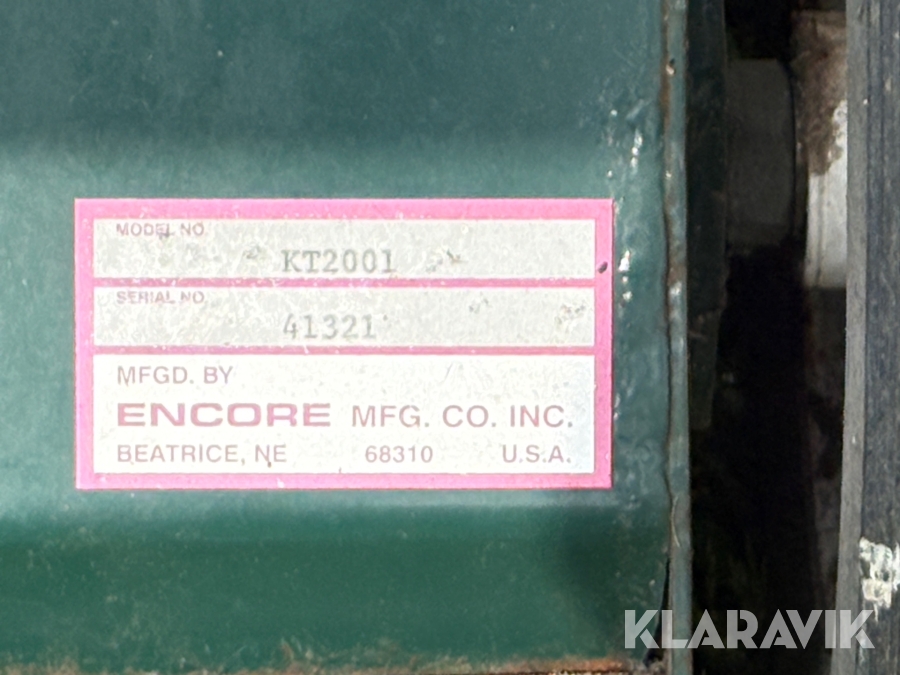 MODEL NO.
KT2001
SERIAL NO.
41321
MFGD. BY
ENCORE MFG. CO. INC.
BEATRICE, NE 68310 U.S.A.
KLARAVIK